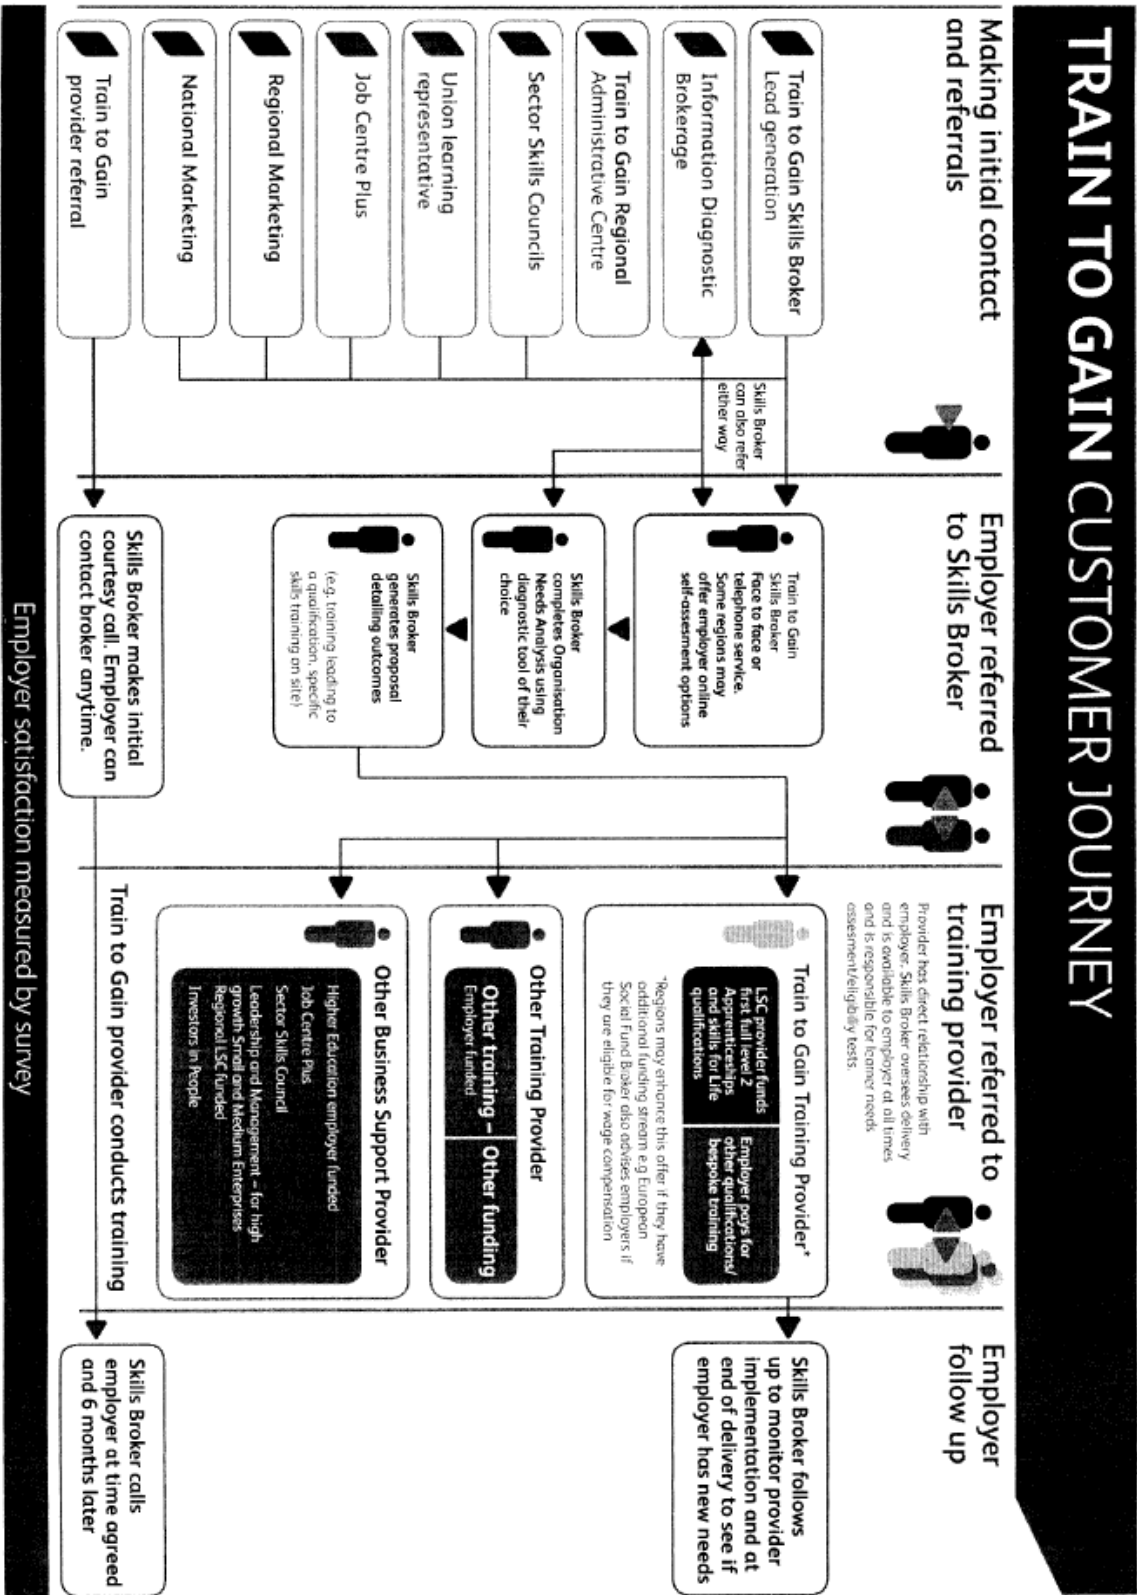 TRAIN TO GAIN CUSTOMER JOURNEY
Making initial contact
and referrals
Train to Gain Skills Broker
Lead generation
Information Diagnostic
Brokerage
Train to Gain Regional
Administrative Centre
Sector Skills Councils
Union learning
representative
Job Centre Plus
Regional Marketing
National Marketing
Train to Gain
provider referral
Skills Broker
can also refer
either way
Employer referred
to Skills Broker
Train to Gain
Skills Broker
Face to face or
telephone service.
Some regions may
offer employer online
self-assesment options
Skills Broker
completes Organisation
Needs Analysis using
diagnostic tool of their
choice
Skills Broker
generates proposal
detailing outcomes
(e.g. training leading to
a qualification, specific
skills training on site)
Skills Broker makes initial
courtesy call. Employer can
contact broker anytime.
Employer referred to
training provider
Provider has direct relationship with
employer. Skills Broker oversees delivery
and is available to employer at all times
and is responsible for learner needs
assesment/eligibility tests.
Train to Gain Training Provider*
LSC provider funds
first full level 2
Apprenticeships
and skills for Life
qualifications
Employer pays for
other qualifications/
bespoke training
*Regions may enhance this offer if they have
additional funding stream e.g European
Social Fund Broker also advises employers if
they are eligible for wage compensation
Other Training Provider
Other training –
Employer funded
Other funding
Other Business Support Provider
Higher Education employer funded
Job Centre Plus
Sector Skills Council
Leadership and Management – for high
growth Small and Medium Enterprises
Regional LSC funded
Investors in People
Train to Gain provider conducts training
Employer
follow up
Skills Broker follows
up to monitor provider
implementation and at
end of delivery to see if
employer has new needs
Skills Broker calls
employer at time agreed
and 6 months later
Employer satisfaction measured by survey